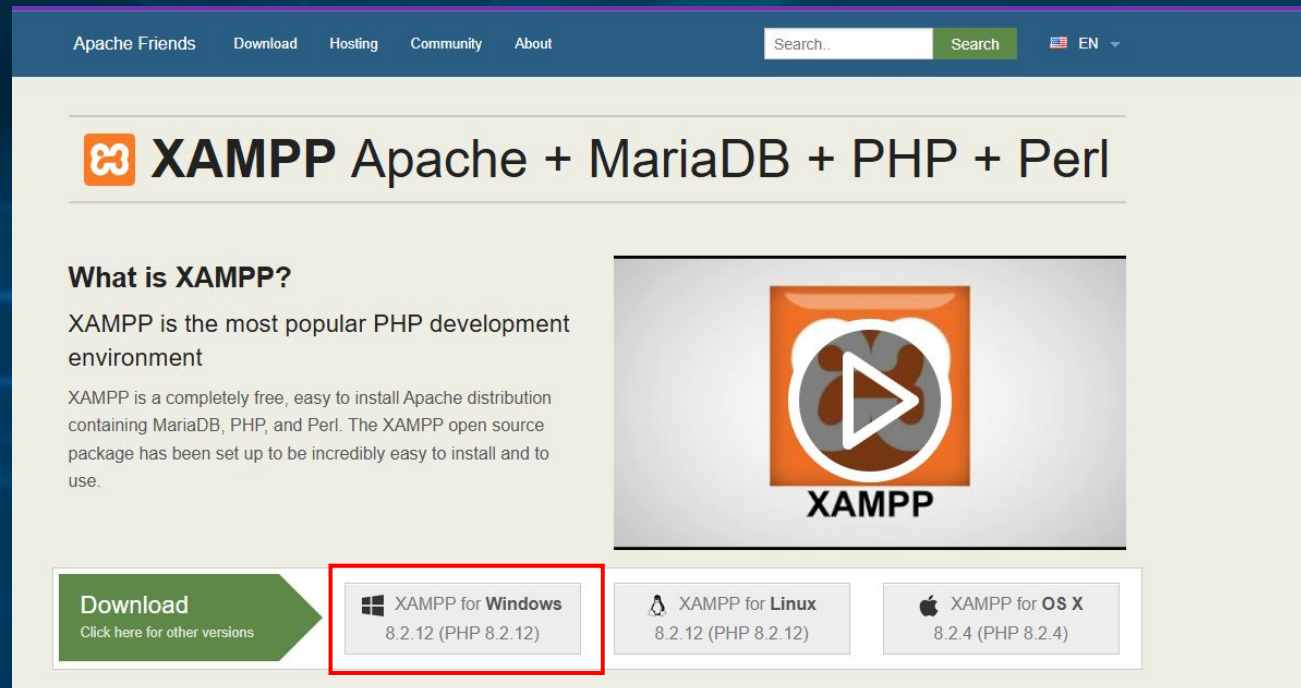 Apache Friends Download Hosting Community About Search.. Search EN
XAMPP Apache + MariaDB + PHP + Perl
What is XAMPP?
XAMPP is the most popular PHP development
environment
XAMPP is a completely free, easy to install Apache distribution
containing MariaDB, PHP, and Perl. The XAMPP open source
package has been set up to be incredibly easy to install and to
use.
XAMPP
Download
Click here for other versions
XAMPP for Windows
8.2.12 (PHP 8.2.12)
XAMPP for Linux
8.2.12 (PHP 8.2.12)
XAMPP for OS X
8.2.4 (PHP 8.2.4)